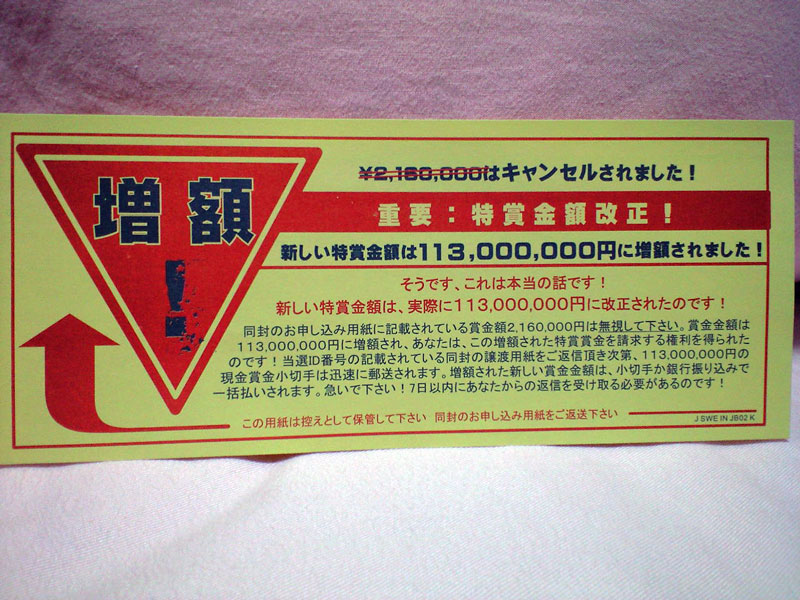 増額
!
¥2,160,000はキャンセルされました！
重要：特賞金額改正！
新しい特賞金額は113,000,000円に増額されました！
そうです、これは本当の話です！
新しい特賞金額は、実際に113,000,000円に改正されたのです！
同封のお申し込み用紙に記載されている賞金額2,160,000円は無視して下さい。賞金金額は
113,000,000円に増額され、あなたは、この増額された特賞賞金を請求する権利を得られた
のです！当選ID番号の記載されている同封の譲渡用紙をご返信頂き次第、113,000,000円の
現金賞金小切手は迅速に郵送されます。増額された新しい賞金金額は、小切手か銀行振り込みで
一括払いされます。急いで下さい！7日以内にあなたからの返信を受け取る必要があるのです！
この用紙は控えとして保管して下さい 同封のお申し込み用紙をご返送下さい
J SWE IN JB02 K